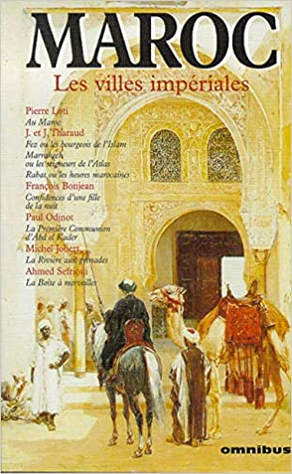 MAROC
Les villes impériales
Pierre Loti
Au Maroc
J. et J. Tharaud
Fez ou les bourgeois de l'Islam
Marrakech
ou les seigneurs de l'Atlas
Rabat ou les heures marocaines
François Bonjean
Confidences d'une fille
de la nuit
Paul Odinot
La Première Communion
d'Abd el Kader
Michel Jobert
La Rivière aux grenades
Ahmed Sefrioui
La Boîte à merveilles
omnibus